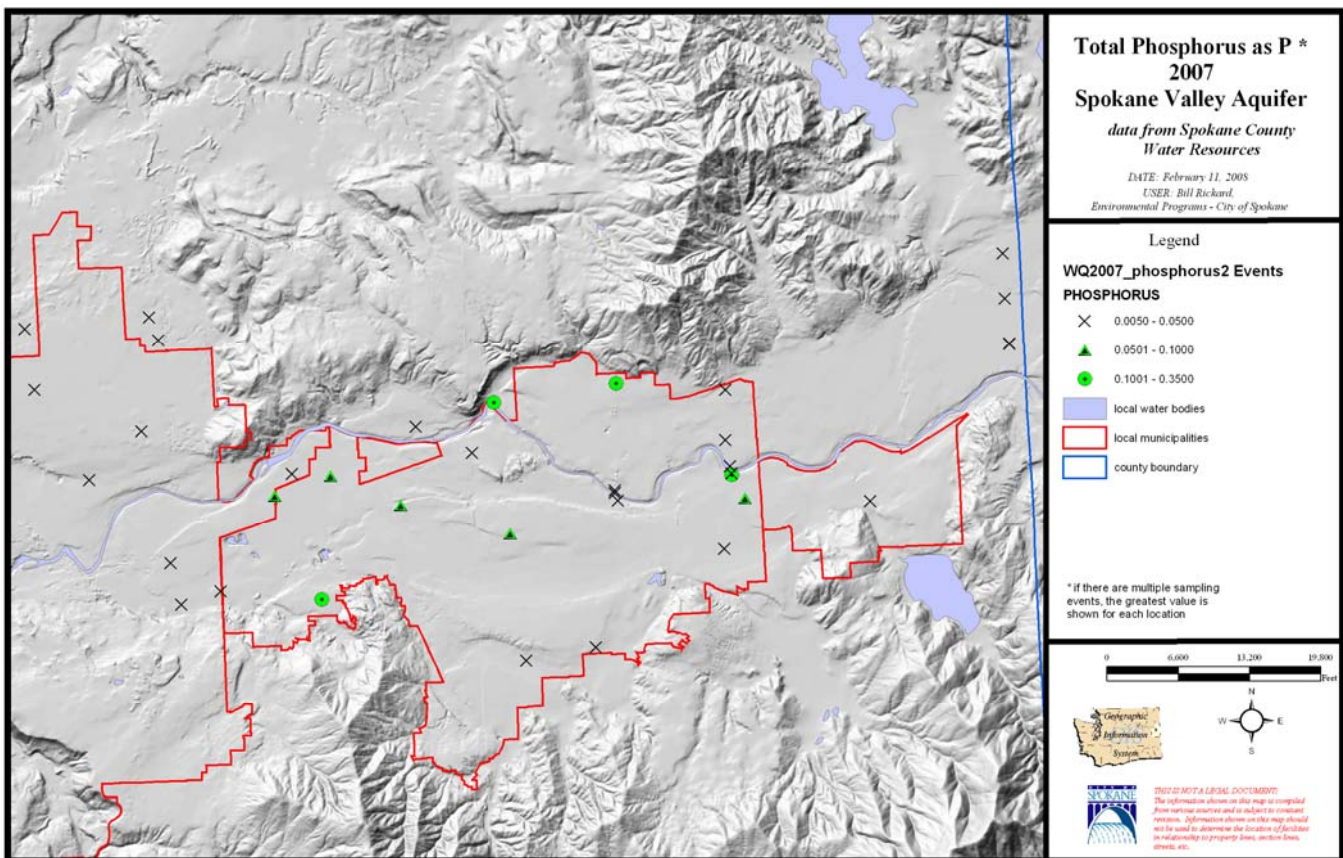 Total Phosphorus as P *
2007
Spokane Valley Aquifer
data from Spokane County
Water Resources
DATE: February 11, 2008
USER: Bill Rickard,
Environmental Programs - City of Spokane
Legend
WQ2007_phosphorus2 Events
PHOSPHORUS
0.0050 - 0.0500
0.0501 - 0.1000
0.1001 - 0.3500
local water bodies
local municipalities
county boundary
* if there are multiple sampling
events, the greatest value is
shown for each location
0 6,600 13,200 19,800
Feet
N
W E
S
Geographic
Information
System
CITY OF
SPOKANE
THIS IS NOT A LEGAL DOCUMENT:
The information shown on this map is compiled
from various sources and is subject to constant
revision. Information shown on this map should
not be used to determine the location of facilities
in relationship to property lines, section lines,
streets, etc.